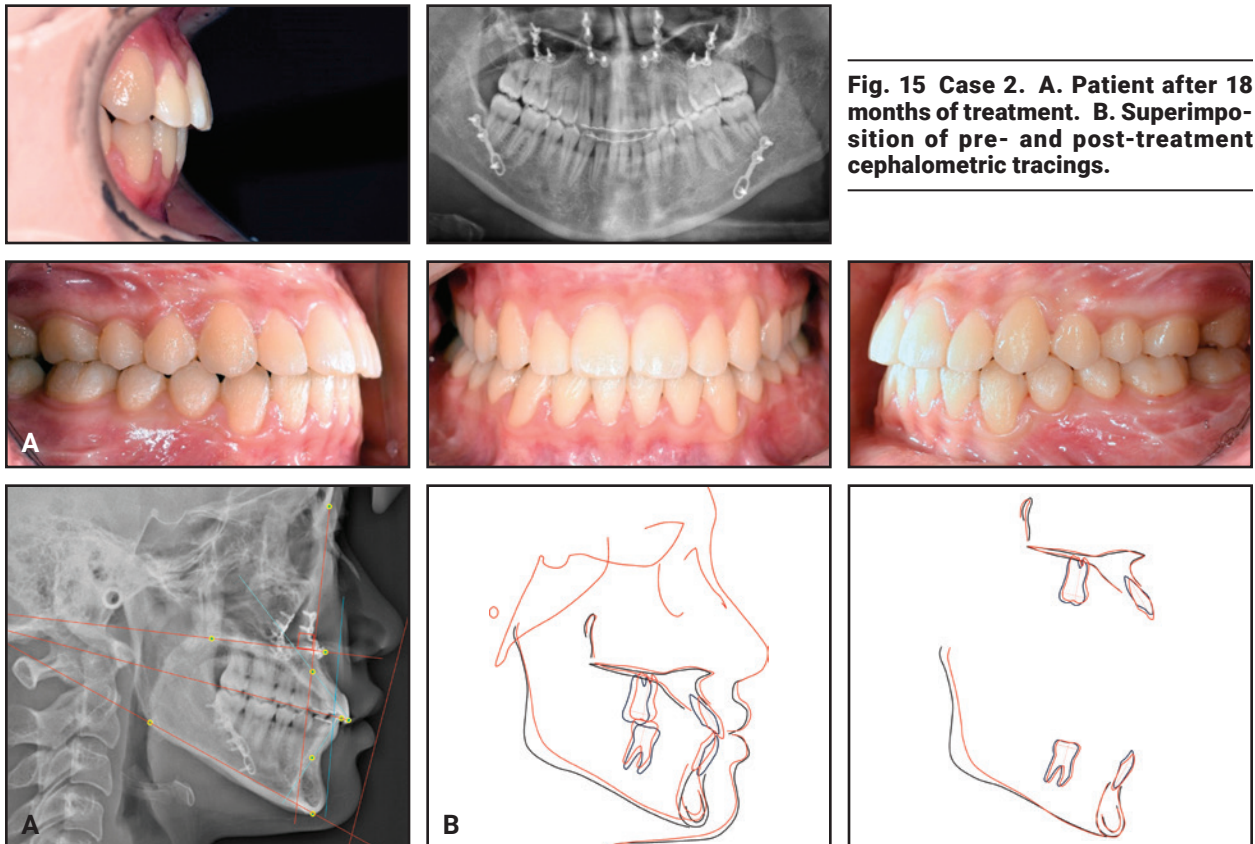 Fig. 15 Case 2. A. Patient after 18
months of treatment. B. Superimpo-
sition of pre- and post-treatment
cephalometric tracings.
A
A
B